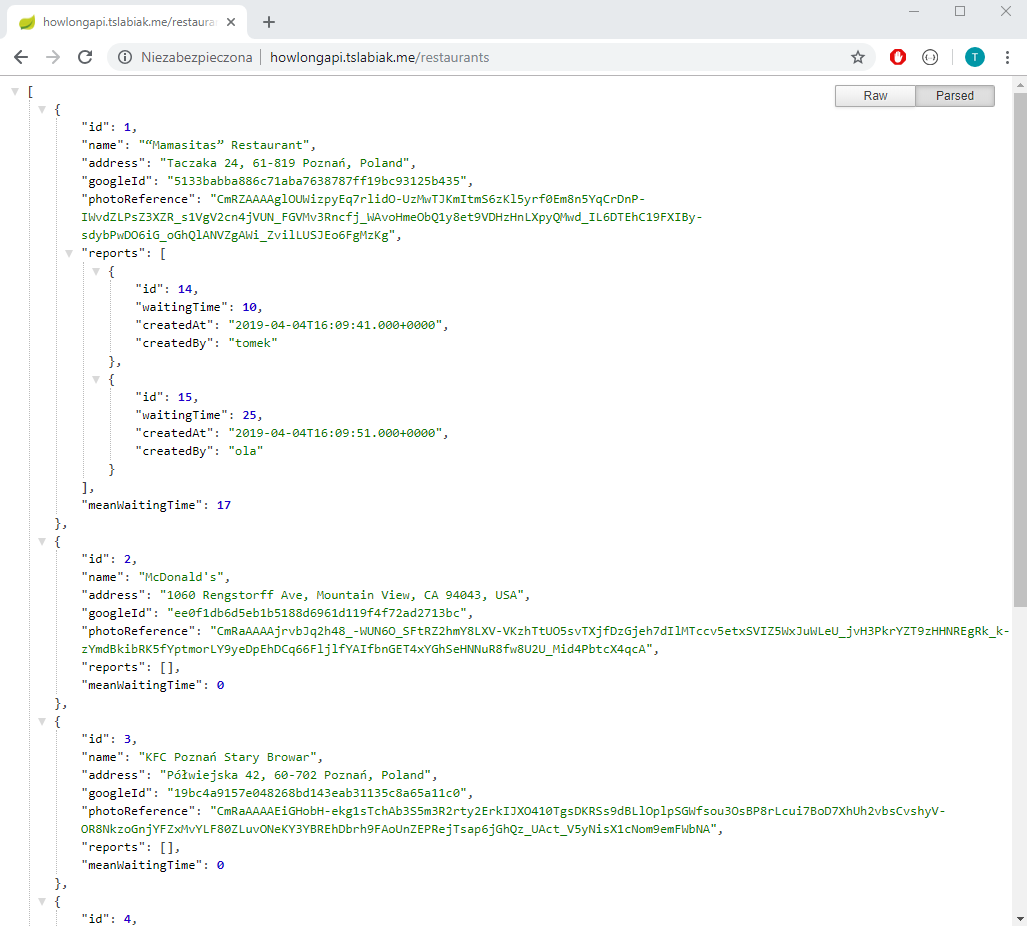 howlongapi.tslabiak.me/restaurar
Niezabezpieczona | howlongapi.tslabiak.me/restaurants
T
Raw Parsed
[
{
"id": 1,
"name": "“Mamasitas” Restaurant",
"address": "Taczaka 24, 61-819 Poznań, Poland",
"googleId": "5133babba886c71aba7638787ff19bc93125b435",
"photoReference": "CmRZAAAAglOUWizpyEq7rlidO-UzMwTJKmItmS6zKl5yrf0Em8n5YqCrDnP-
IWvdZLPsZ3XZR_s1VgV2cn4jVUN_FGVMv3Rncfj_WAvoHmeObQ1y8et9VDHzHnLXpyQMwd_IL6DTEhC19FXIBy-
sdybPwDO6iG_oGhQlANVZgAWi_ZvilLUSJEo6FgMzKg",
"reports": [
{
"id": 14,
"waitingTime": 10,
"createdAt": "2019-04-04T16:09:41.000+0000",
"createdBy": "tomek"
},
{
"id": 15,
"waitingTime": 25,
"createdAt": "2019-04-04T16:09:51.000+0000",
"createdBy": "ola"
}
],
"meanWaitingTime": 17
},
{
"id": 2,
"name": "McDonald's",
"address": "1060 Rengstorff Ave, Mountain View, CA 94043, USA",
"googleId": "ee0f1db6d5eb1b5188d6961d119f4f72ad2713bc",
"photoReference": "CmRaAAAAjrvbJq2h48_-WUN6O_SFtRZ2hmY8LXV-VKzhTtUO5svTXjfDzGjeh7dIlMTccv5etxSVIZ5WxJuWLeU_jvH3PkrYZT9zHHNREgRk_k-
zYmdBkibRK5fYptmorLY9yeDpEhDCq66FljlfYAIfbnGET4xYGhSeHNNuR8fw8U2U_Mid4PbtcX4qcA",
"reports": [],
"meanWaitingTime": 0
},
{
"id": 3,
"name": "KFC Poznań Stary Browar",
"address": "Półwiejska 42, 60-702 Poznań, Poland",
"googleId": "19bc4a9157e048268bd143eab31135c8a65a11c0",
"photoReference": "CmRaAAAAEiGHobH-ekg1sTchAb3S5m3R2rty2ErkIJXO410TgsDKRSs9dBLlOplpSGWfsou3OsBP8rLcui7BoD7XhUh2vbsCvshyV-
OR8NkzoGnjYFZxMvYLF80ZLuvONeKY3YBREhDbrh9FAoUnZEPRejTsap6jGhQz_UAct_V5yNisX1cNom9emFWbNA",
"reports": [],
"meanWaitingTime": 0
},
{
"id": 4,